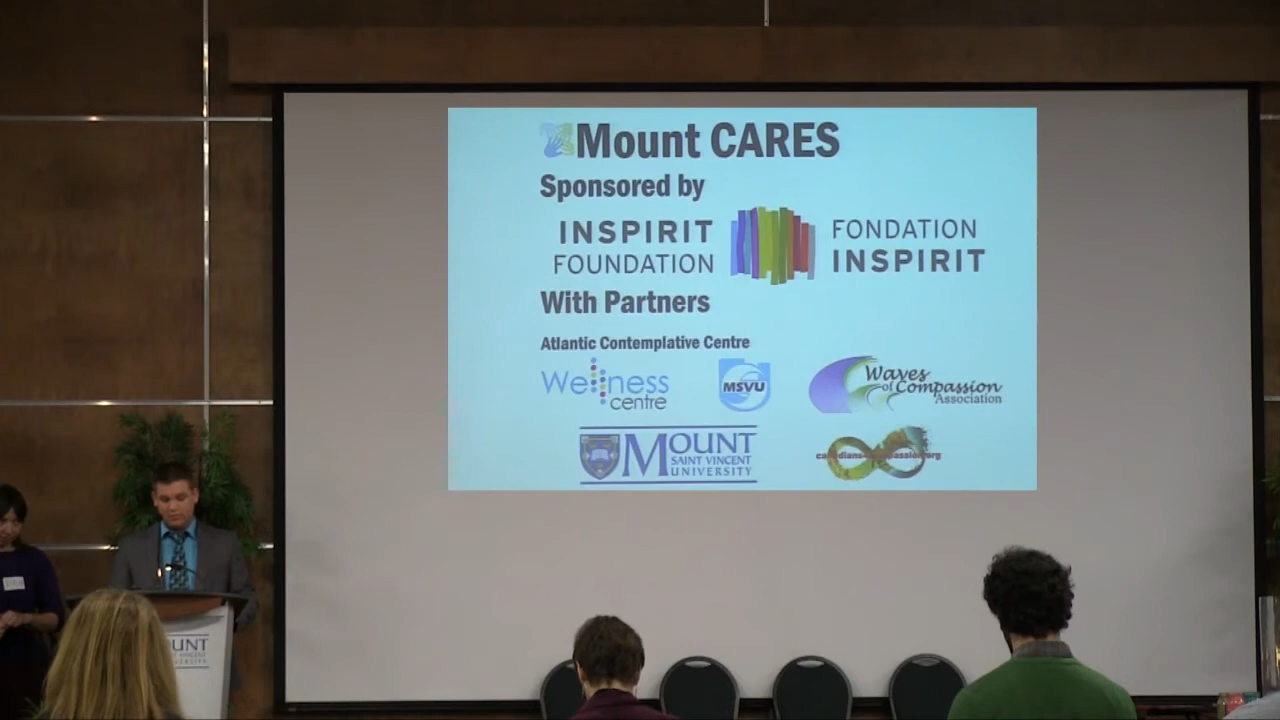 Mount CARES
Sponsored by
INSPIRIT
FOUNDATION
FONDATION
INSPIRIT
With Partners
Atlantic Contemplative Centre
Wellness
centre
MSVU
Waves
of Compassion
Association
MOUNT
SAINT VINCENT
UNIVERSITY
UNT